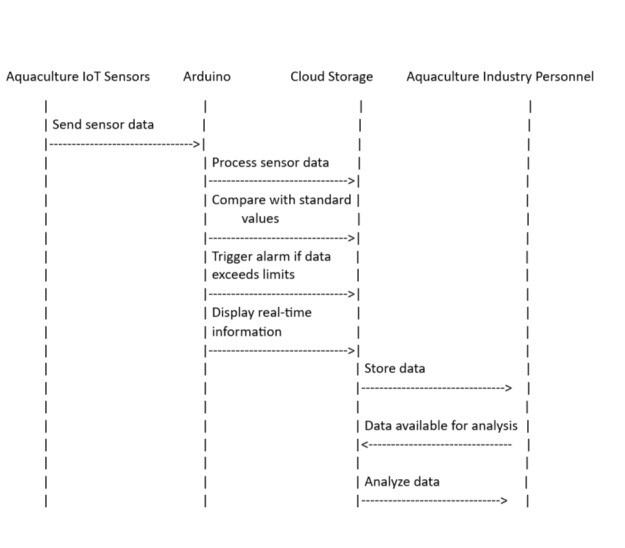 Aquaculture IoT Sensors Arduino Cloud Storage Aquaculture Industry Personnel
Send sensor data
Process sensor data
Compare with standard
values
Trigger alarm if data
exceeds limits
Display real-time
information
Store data
Data available for analysis
Analyze data